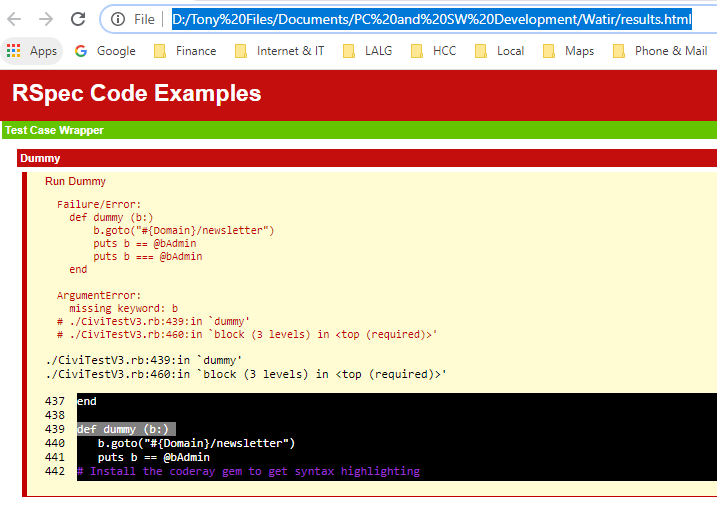 File D:/Tony%20Files/Documents/PC%20and%20SW%20Development/Watir/results.html
Apps Google Finance Internet & IT LALG HCC Local Maps Phone & Mail
RSpec Code Examples
Test Case Wrapper
Dummy
Run Dummy
Failure/Error:
def dummy (b:)
b.goto("#{Domain}/newsletter")
puts b == @bAdmin
puts b === @bAdmin
end
ArgumentError:
missing keyword: b
# ./CiviTestV3.rb:439:in `dummy'
# ./CiviTestV3.rb:460:in `block (3 levels) in <top (required)>'
./CiviTestV3.rb:439:in `dummy'
./CiviTestV3.rb:460:in `block (3 levels) in <top (required)>'
437 end
438
439 def dummy (b:)
440 b.goto("#{Domain}/newsletter")
441 puts b == @bAdmin
442 # Install the coderay gem to get syntax highlighting